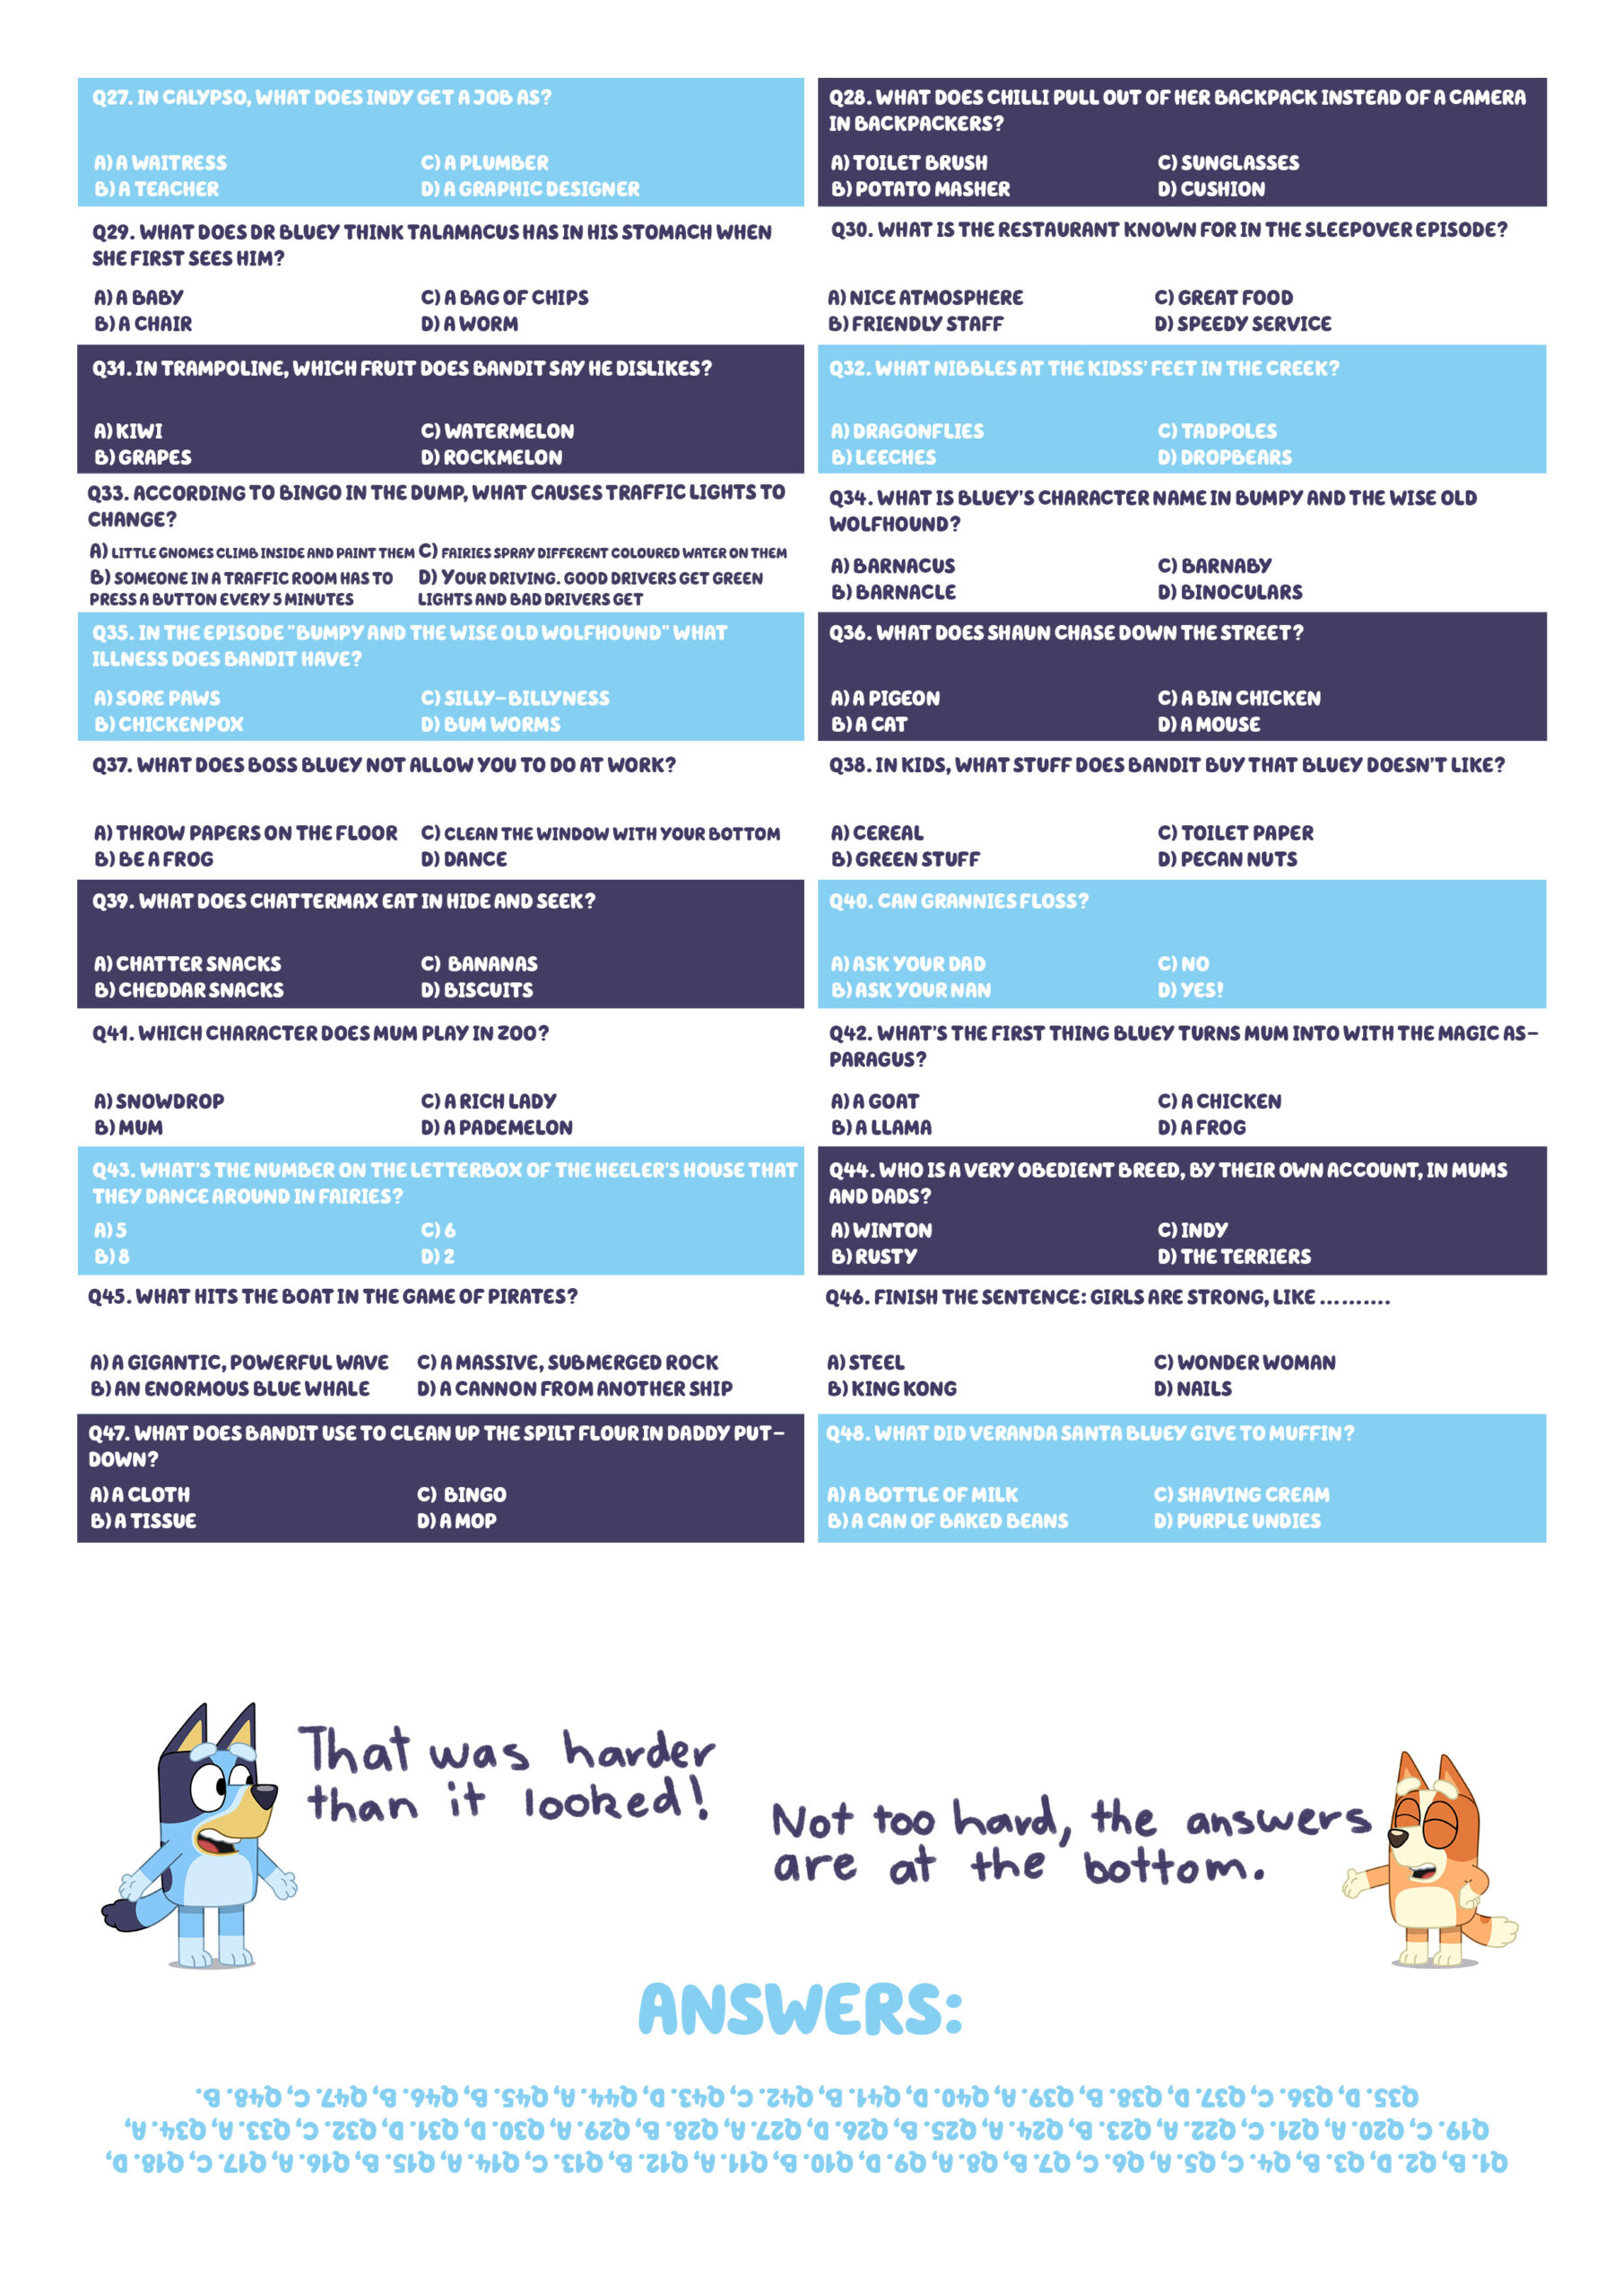 Q27. IN CALYPSO, WHAT DOES INDY GET A JOB AS?
A) A WAITRESS
B) A TEACHER
C) A PLUMBER
D) A GRAPHIC DESIGNER
Q28. WHAT DOES CHILLI PULL OUT OF HER BACKPACK INSTEAD OF A CAMERA
IN BACKPACKERS?
A) TOILET BRUSH
B) POTATO MASHER
C) SUNGLASSES
D) CUSHION
Q29. WHAT DOES DR BLUEY THINK TALAMACUS HAS IN HIS STOMACH WHEN
SHE FIRST SEES HIM?
A) A BABY
B) A CHAIR
C) A BAG OF CHIPS
D) A WORM
Q30. WHAT IS THE RESTAURANT KNOWN FOR IN THE SLEEPOVER EPISODE?
A) NICE ATMOSPHERE
B) FRIENDLY STAFF
C) GREAT FOOD
D) SPEEDY SERVICE
Q31. IN TRAMPOLINE, WHICH FRUIT DOES BANDIT SAY HE DISLIKES?
A) KIWI
B) GRAPES
C) WATERMELON
D) ROCKMELON
Q32. WHAT NIBBLES AT THE KIDSS' FEET IN THE CREEK?
A) DRAGONFLIES
B) LEECHES
C) TADPOLES
D) DROPBEARS
Q33. ACCORDING TO BINGO IN THE DUMP, WHAT CAUSES TRAFFIC LIGHTS TO
CHANGE?
A) LITTLE GNOMES CLIMB INSIDE AND PAINT THEM
B) SOMEONE IN A TRAFFIC ROOM HAS TO
PRESS A BUTTON EVERY 5 MINUTES
C) FAIRIES SPRAY DIFFERENT COLOURED WATER ON THEM
D) YOUR DRIVING. GOOD DRIVERS GET GREEN
LIGHTS AND BAD DRIVERS GET
Q34. WHAT IS BLUEY'S CHARACTER NAME IN BUMPY AND THE WISE OLD
WOLFHOUND?
A) BARNACUS
B) BARNACLE
C) BARNABY
D) BINOCULARS
Q35. IN THE EPISODE "BUMPY AND THE WISE OLD WOLFHOUND" WHAT
ILLNESS DOES BANDIT HAVE?
A) SORE PAWS
B) CHICKENPOX
C) SILLY-BILLYNESS
D) BUM WORMS
Q36. WHAT DOES SHAUN CHASE DOWN THE STREET?
A) A PIGEON
B) A CAT
C) A BIN CHICKEN
D) A MOUSE
Q37. WHAT DOES BOSS BLUEY NOT ALLOW YOU TO DO AT WORK?
A) THROW PAPERS ON THE FLOOR
B) BE A FROG
C) CLEAN THE WINDOW WITH YOUR BOTTOM
D) DANCE
Q38. IN KIDS, WHAT STUFF DOES BANDIT BUY THAT BLUEY DOESN'T LIKE?
A) CEREAL
B) GREEN STUFF
C) TOILET PAPER
D) PECAN NUTS
Q39. WHAT DOES CHATTERMAX EAT IN HIDE AND SEEK?
A) CHATTER SNACKS
B) CHEDDAR SNACKS
C) BANANAS
D) BISCUITS
Q40. CAN GRANNIES FLOSS?
A) ASK YOUR DAD
B) ASK YOUR NAN
C) NO
D) YES!
Q41. WHICH CHARACTER DOES MUM PLAY IN ZOO?
A) SNOWDROP
B) MUM
C) A RICH LADY
D) A PADEMELON
Q42. WHAT'S THE FIRST THING BLUEY TURNS MUM INTO WITH THE MAGIC AS-
PARAGUS?
A) A GOAT
B) A LLAMA
C) A CHICKEN
D) A FROG
Q43. WHAT'S THE NUMBER ON THE LETTERBOX OF THE HEELER'S HOUSE THAT
THEY DANCE AROUND IN FAIRIES?
A) 5
B) 8
C) 6
D) 2
Q44. WHO IS A VERY OBEDIENT BREED, BY THEIR OWN ACCOUNT, IN MUMS
AND DADS?
A) WINTON
B) RUSTY
C) INDY
D) THE TERRIERS
Q45. WHAT HITS THE BOAT IN THE GAME OF PIRATES?
A) A GIGANTIC, POWERFUL WAVE
B) AN ENORMOUS BLUE WHALE
C) A MASSIVE, SUBMERGED ROCK
D) A CANNON FROM ANOTHER SHIP
Q46. FINISH THE SENTENCE: GIRLS ARE STRONG, LIKE ..........
A) STEEL
B) KING KONG
C) WONDER WOMAN
D) NAILS
Q47. WHAT DOES BANDIT USE TO CLEAN UP THE SPILT FLOUR IN DADDY PUT-
DOWN?
A) A CLOTH
B) A TISSUE
C) BINGO
D) A MOP
Q48. WHAT DID VERANDA SANTA BLUEY GIVE TO MUFFIN?
A) A BOTTLE OF MILK
B) A CAN OF BAKED BEANS
C) SHAVING CREAM
D) PURPLE UNDIES
That was harder
than it looked!
Not too hard, the answers
are at the bottom.
ANSWERS:
Q1. B, Q2. D, Q3. B, Q4. C, Q5. A, Q6. C, Q7. B, Q8. A, Q9. D, Q10. B, Q11. A, Q12. B, Q13. C, Q14. A, Q15. B, Q16. A, Q17. C, Q18. D,
Q19. C, Q20. A, Q21. C, Q22. A, Q23. B, Q24. A, Q25. B, Q26. D, Q27. A, Q28. B, Q29. A, Q30. D, Q31. D, Q32. C, Q33. A, Q34. A,
Q35. D, Q36. C, Q37. D, Q38. B, Q39. A, Q40. D, Q41. B, Q42. C, Q43. D, Q44. A, Q45. B, Q46. B, Q47. C, Q48. B.